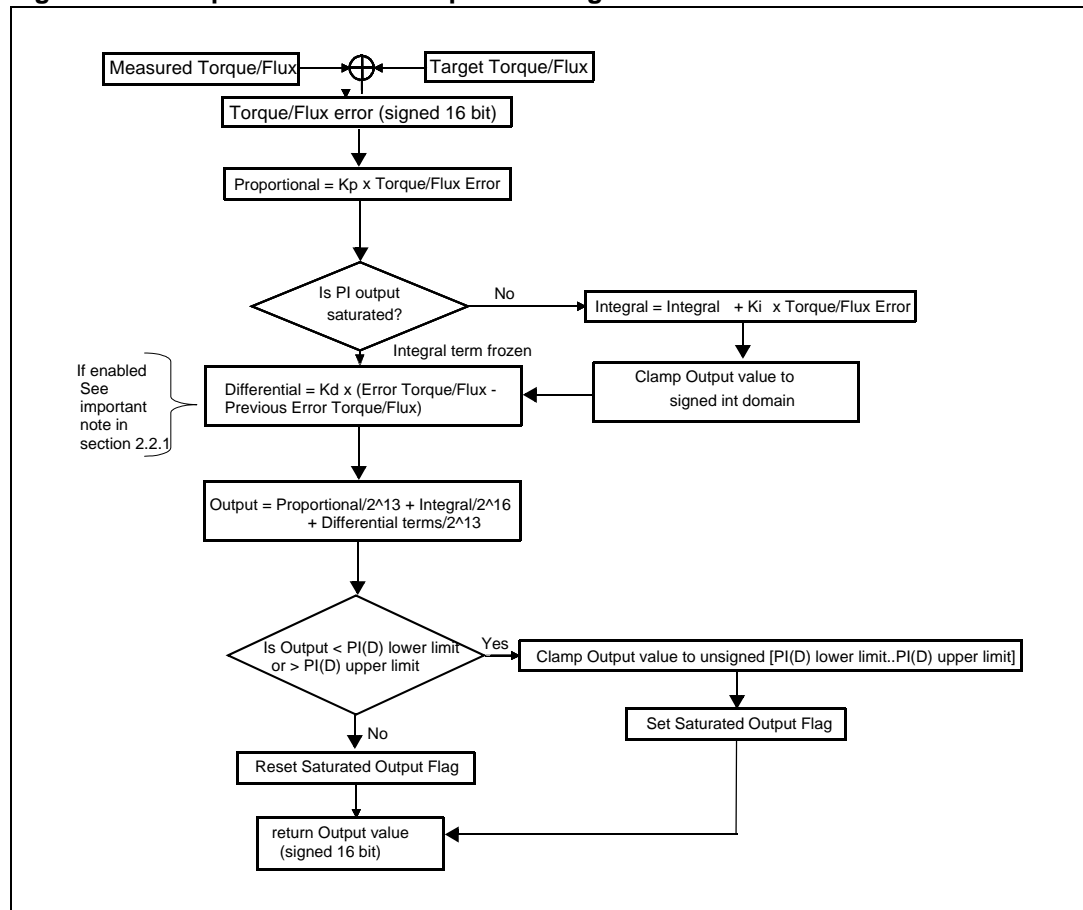 Measured Torque/Flux
Target Torque/Flux
Torque/Flux error (signed 16 bit)
Proportional = Kp x Torque/Flux Error
Is PI output
saturated?
No
Integral = Integral + Ki x Torque/Flux Error
Integral term frozen
Clamp Output value to
signed int domain
If enabled
See
important
note in
section 2.2.1
Differential = Kd x (Error Torque/Flux -
Previous Error Torque/Flux)
Output = Proportional/2^13 + Integral/2^16
+ Differential terms/2^13
Is Output < PI(D) lower limit
or > PI(D) upper limit
Yes
Clamp Output value to unsigned [PI(D) lower limit..PI(D) upper limit]
Set Saturated Output Flag
No
Reset Saturated Output Flag
return Output value
(signed 16 bit)